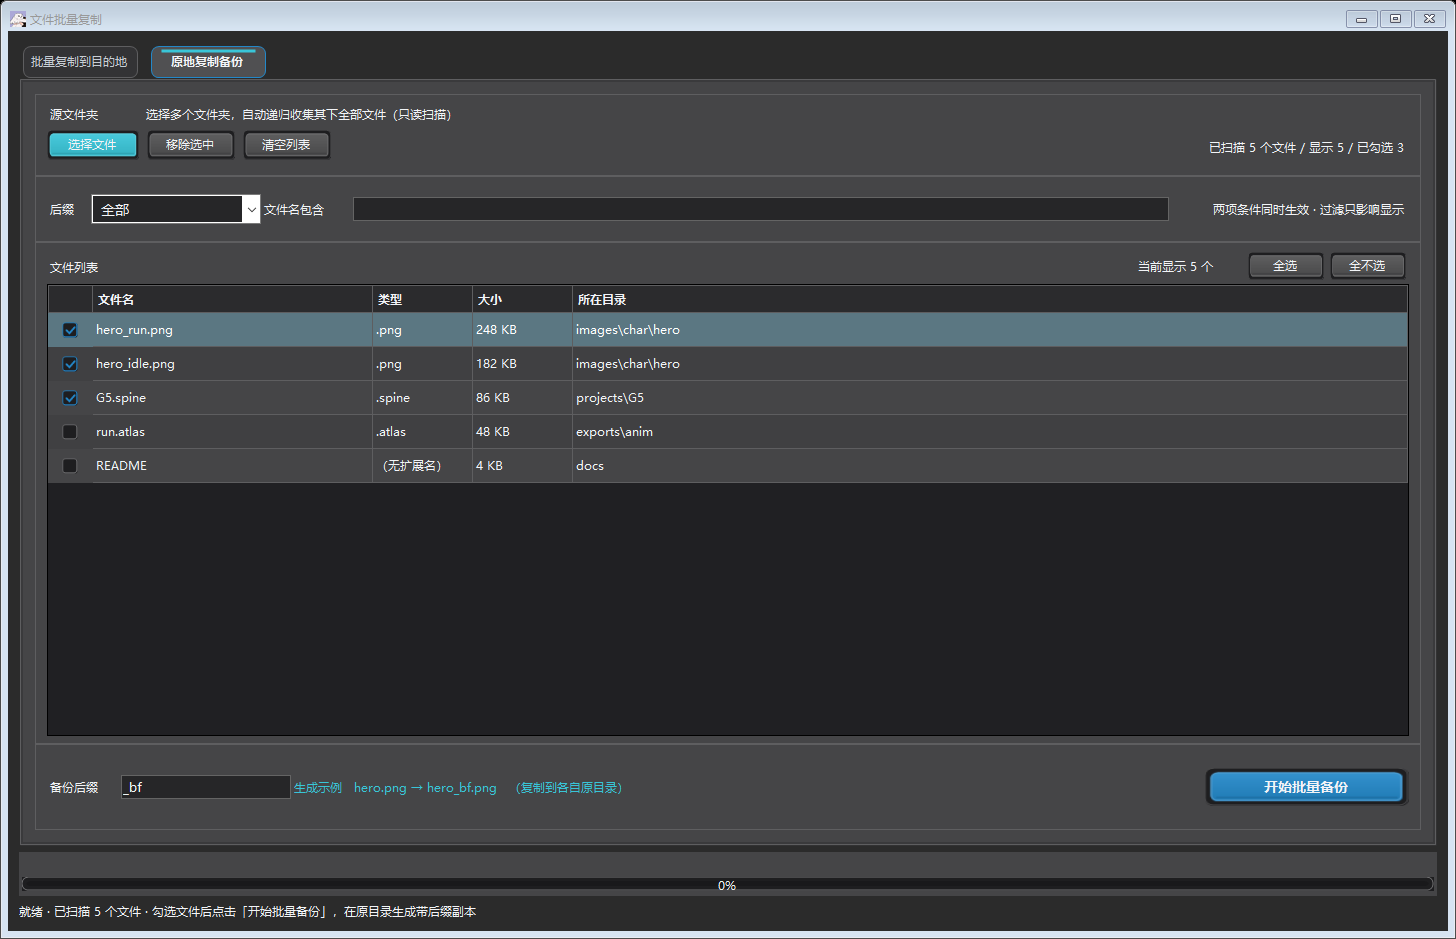 文件批量复制
批量复制到目的地 原地复制备份
源文件夹 选择多个文件夹，自动递归收集其下全部文件（只读扫描）
选择文件 移除选中 清空列表 已扫描 5 个文件 / 显示 5 / 已勾选 3
后缀 全部 文件名包含 两项条件同时生效 · 过滤只影响显示
文件列表 当前显示 5 个 全选 全不选
文件名 类型 大小 所在目录
hero_run.png .png 248 KB images\char\hero
hero_idle.png .png 182 KB images\char\hero
G5.spine .spine 86 KB projects\G5
run.atlas .atlas 48 KB exports\anim
README （无扩展名） 4 KB docs
备份后缀 _bf 生成示例 hero.png → hero_bf.png （复制到各自原目录） 开始批量备份
0%
就绪 · 已扫描 5 个文件 · 勾选文件后点击「开始批量备份」，在原目录生成带后缀副本